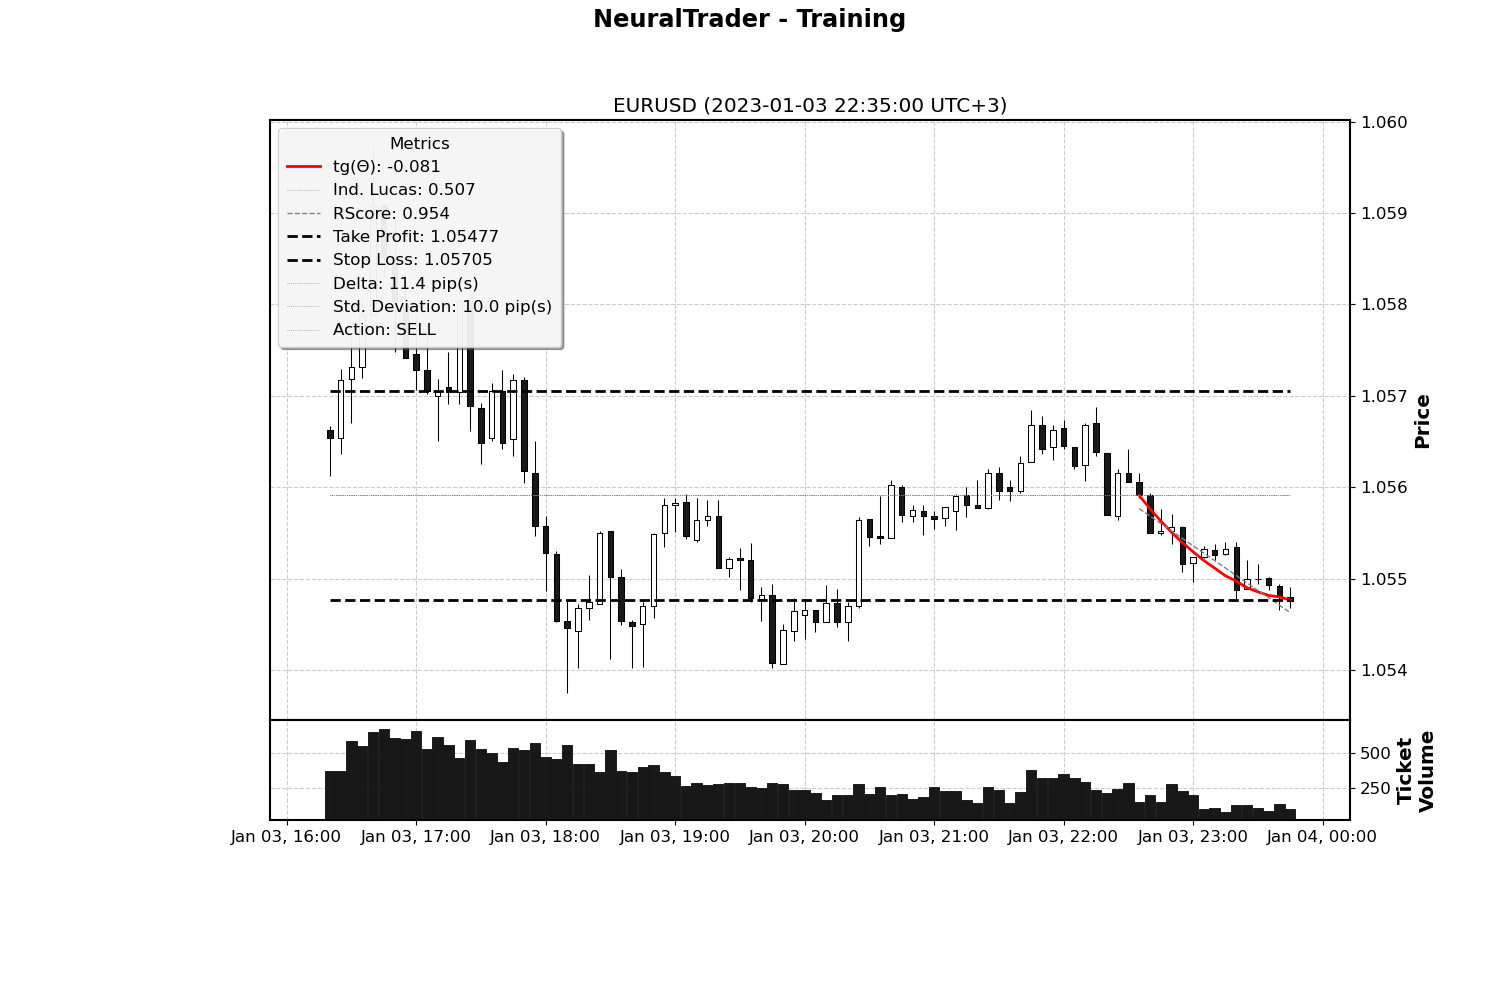 NeuralTrader - Training
EURUSD (2023-01-03 22:35:00 UTC+3)
Metrics
tg(Θ): -0.081
Ind. Lucas: 0.507
RScore: 0.954
Take Profit: 1.05477
Stop Loss: 1.05705
Delta: 11.4 pip(s)
Std. Deviation: 10.0 pip(s)
Action: SELL
1.060
1.059
1.058
1.057
1.056
1.055
1.054
Price
500
250
Ticket
Volume
Jan 03, 16:00
Jan 03, 17:00
Jan 03, 18:00
Jan 03, 19:00
Jan 03, 20:00
Jan 03, 21:00
Jan 03, 22:00
Jan 03, 23:00
Jan 04, 00:00